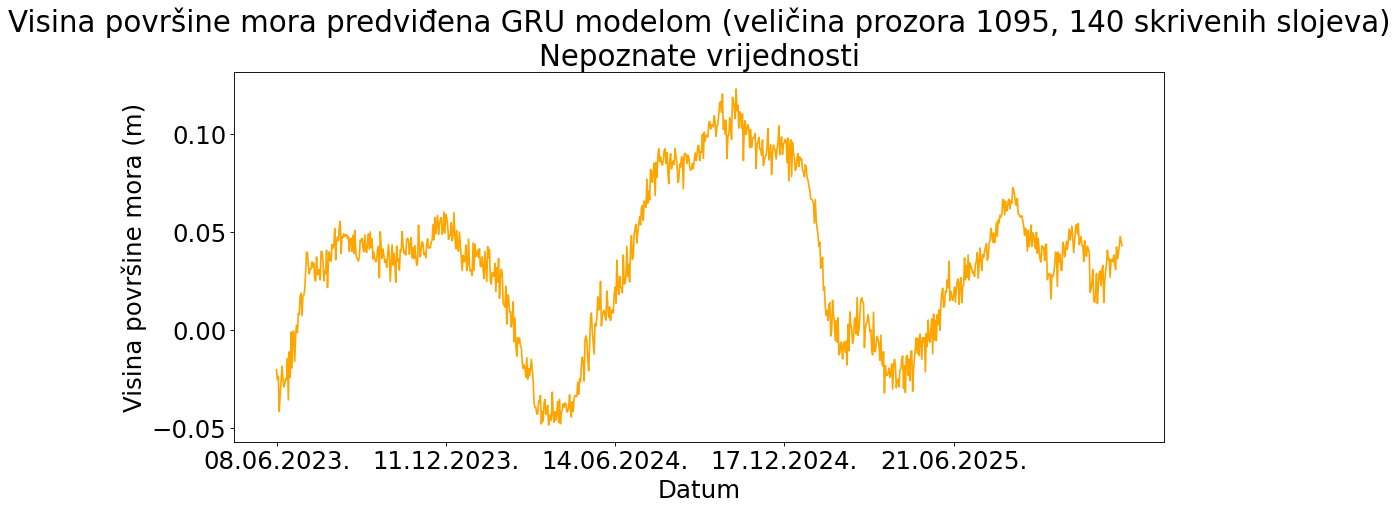 Visina površine mora predviđena GRU modelom (veličina prozora 1095, 140 skrivenih slojeva)
Nepoznate vrijednosti
Visina površine mora (m)
0.10
0.05
0.00
−0.05
08.06.2023. 11.12.2023. 14.06.2024. 17.12.2024. 21.06.2025.
Datum